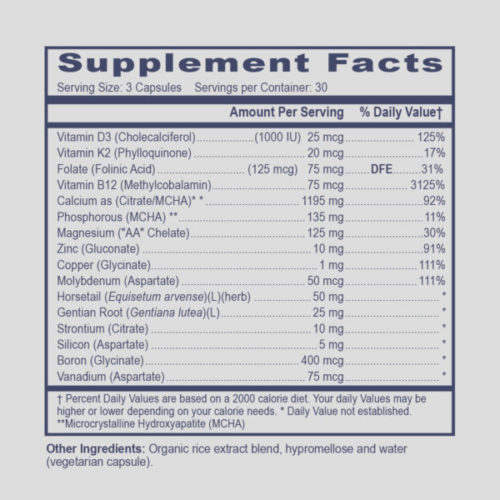 Supplement Facts
Serving Size: 3 Capsules Servings per Container: 30
Amount Per Serving % Daily Value†
Vitamin D3 (Cholecalciferol)..(1000 IU) 25 mcg..125%
Vitamin K2 (Phylloquinone)..20 mcg..17%
Folate (Folinic Acid)..(125 mcg) 75 mcg..DFE..31%
Vitamin B12 (Methylcobalamin)..75 mcg..3125%
Calcium as (Citrate/MCHA)* *..1195 mg..92%
Phosphorous (MCHA) **..135 mg..11%
Magnesium ("AA" Chelate)..125 mg..30%
Zinc (Gluconate)..10 mg..91%
Copper (Glycinate)..1 mg..111%
Molybdenum (Aspartate)..50 mcg..111%
Horsetail (Equisetum arvense)(L)(herb)..50 mg..*
Gentian Root (Gentiana lutea)(L)..25 mg..*
Strontium (Citrate)..10 mg..*
Silicon (Aspartate)..5 mg..*
Boron (Glycinate)..400 mcg..*
Vanadium (Aspartate)..75 mcg..*
† Percent Daily Values are based on a 2000 calorie diet. Your daily Values may be
higher or lower depending on your calorie needs. * Daily Value not established.
**Microcrystalline Hydroxyapatite (MCHA)
Other Ingredients: Organic rice extract blend, hypromellose and water
(vegetarian capsule).